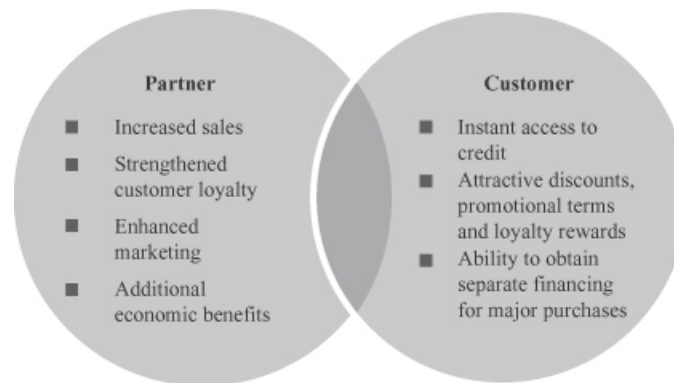 Partner
■ Increased sales
■ Strengthened
customer loyalty
■ Enhanced
marketing
■ Additional
economic benefits
Customer
■ Instant access to
credit
■ Attractive discounts,
promotional terms
and loyalty rewards
■ Ability to obtain
separate financing
for major purchases